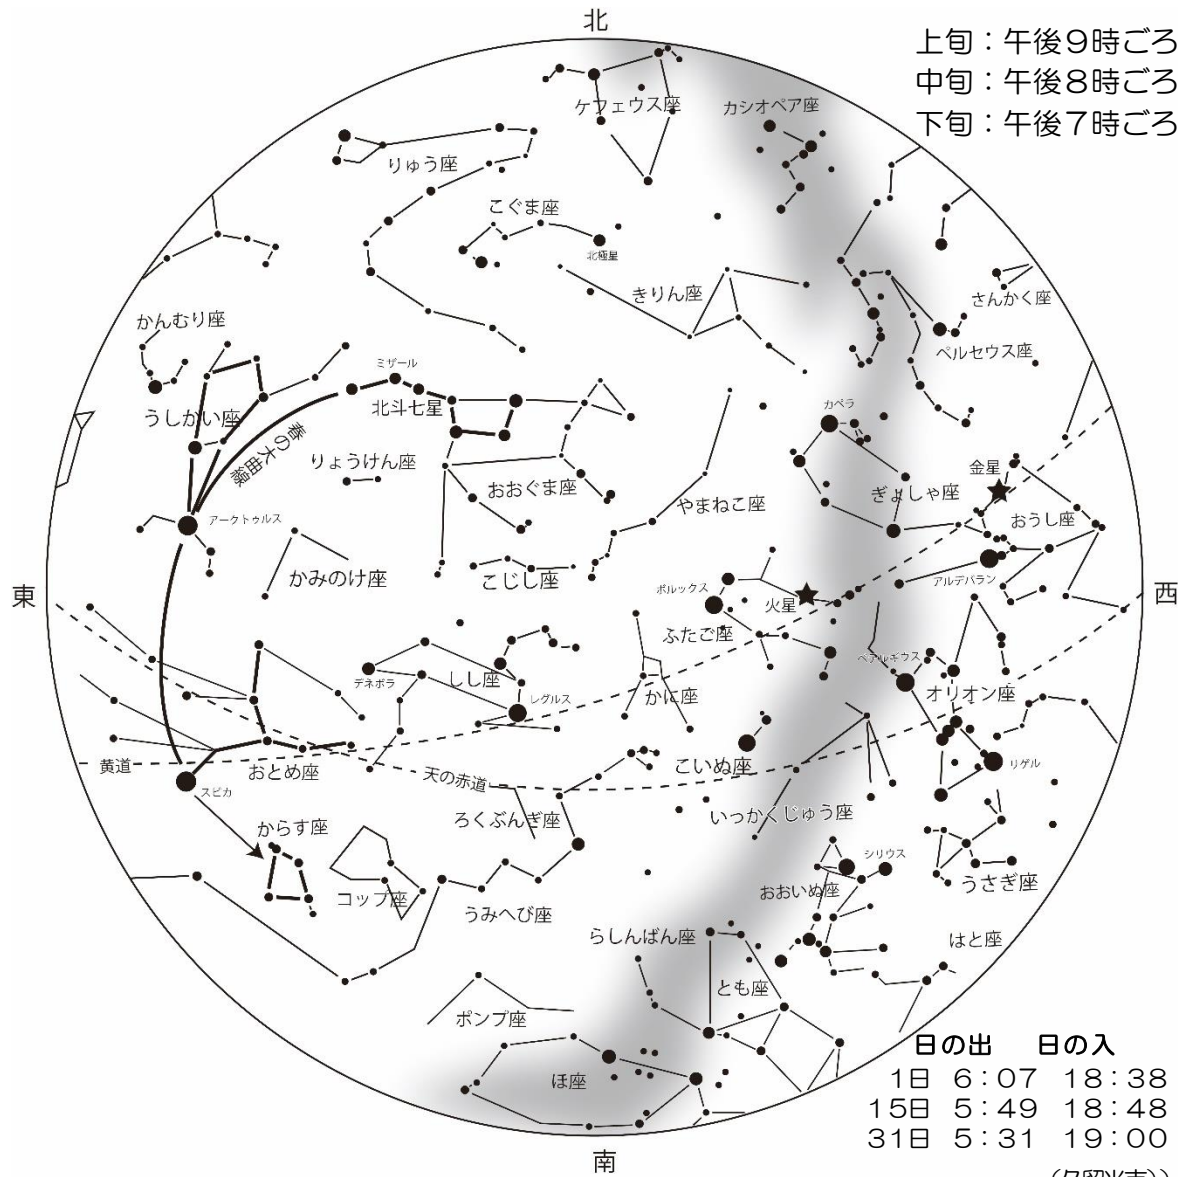 北
上旬：午後９時ごろ
中旬：午後８時ごろ
下旬：午後７時ごろ
ケフェウス座
カシオペア座
りゅう座
こぐま座
北極星
きりん座
さんかく座
かんむり座
ペルセウス座
ミザール
北斗七星
うしかい座
春の大曲線
カペラ
りょうけん座
おおぐま座
やまねこ座
ぎょしゃ座
金星
おうし座
アークトゥルス
かみのけ座
こじし座
アルデバラン
東
西
ポルックス
火星
ふたご座
ベテルギウス
デネボラ
しし座
レグルス
かに座
オリオン座
黄道
おとめ座
天の赤道
こいぬ座
リゲル
スピカ
からす座
ろくぶんぎ座
いっかくじゅう座
シリウス
コップ座
うみへび座
おおいぬ座
うさぎ座
らしんばん座
はと座
とも座
ポンプ座
ほ座
日の出 日の入
1日 6：07 18：38
15日 5：49 18：48
31日 5：31 19：00
南